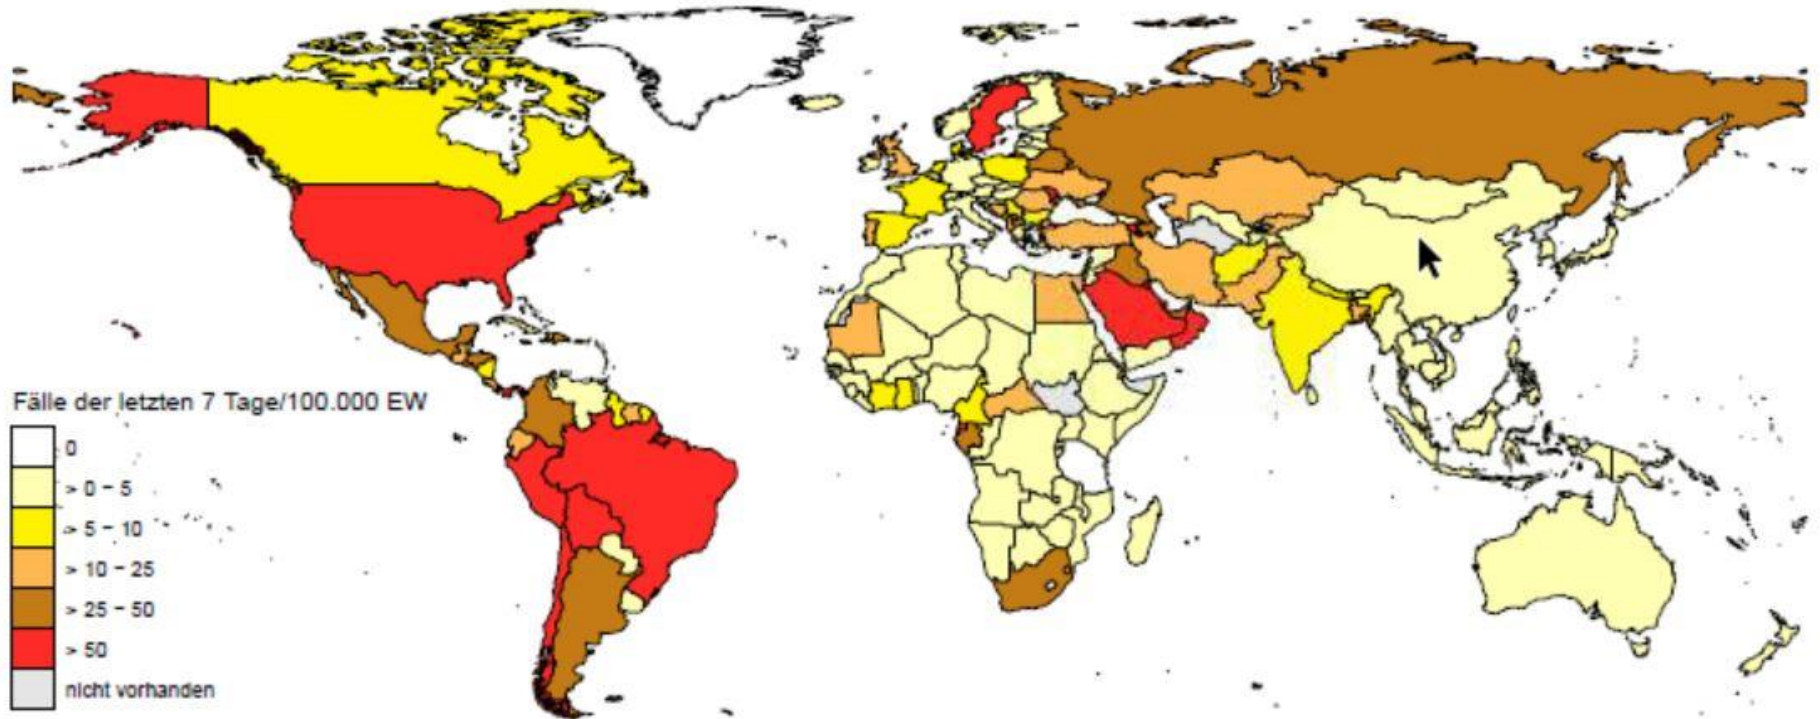 Fälle der letzten 7 Tage/100.000 EW
0
> 0 - 5
> 5 - 10
> 10 - 25
> 25 - 50
> 50
nicht vorhanden